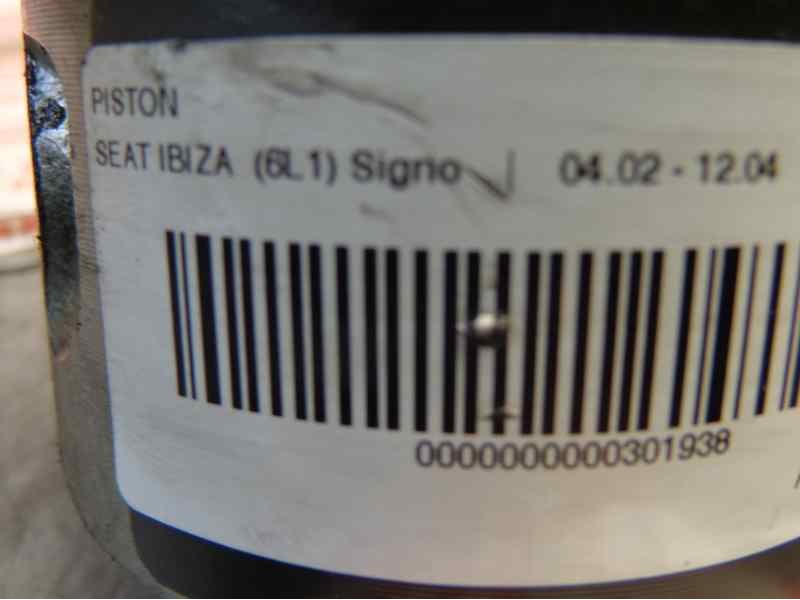 PISTON
SEAT IBIZA (6L1) Signo | 04.02 - 12.04
0000000000301938